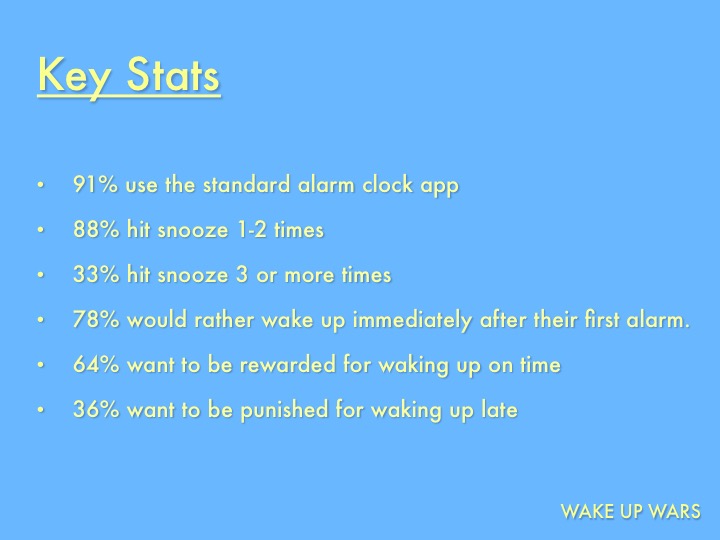 Key Stats
• 91% use the standard alarm clock app
• 88% hit snooze 1-2 times
• 33% hit snooze 3 or more times
• 78% would rather wake up immediately after their first alarm.
• 64% want to be rewarded for waking up on time
• 36% want to be punished for waking up late
WAKE UP WARS